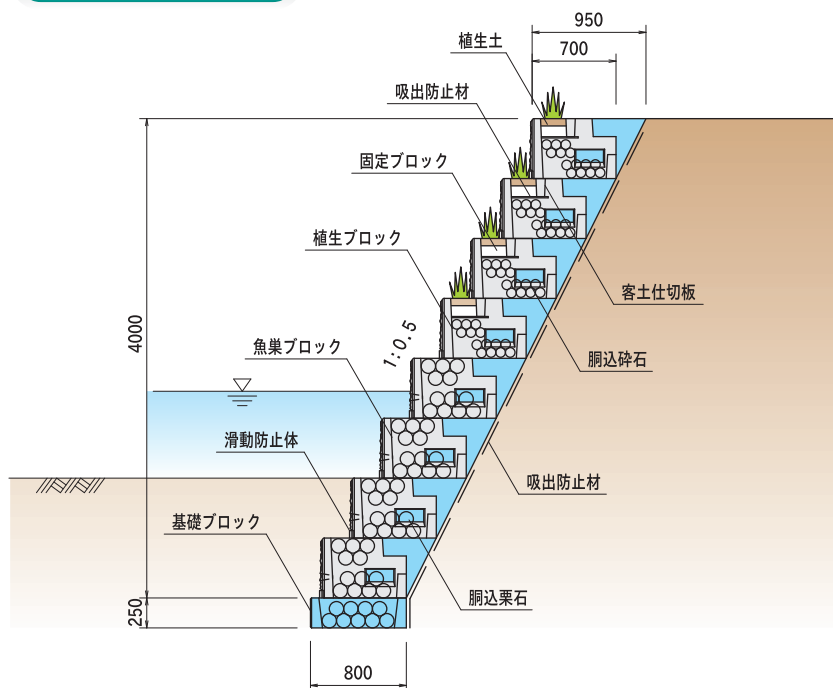 950
植生土
700
吸出防止材
固定ブロック
植生ブロック
客土仕切板
4000
1:0.5
魚巣ブロック
胴込砕石
滑動防止体
吸出防止材
基礎ブロック
胴込栗石
250
800